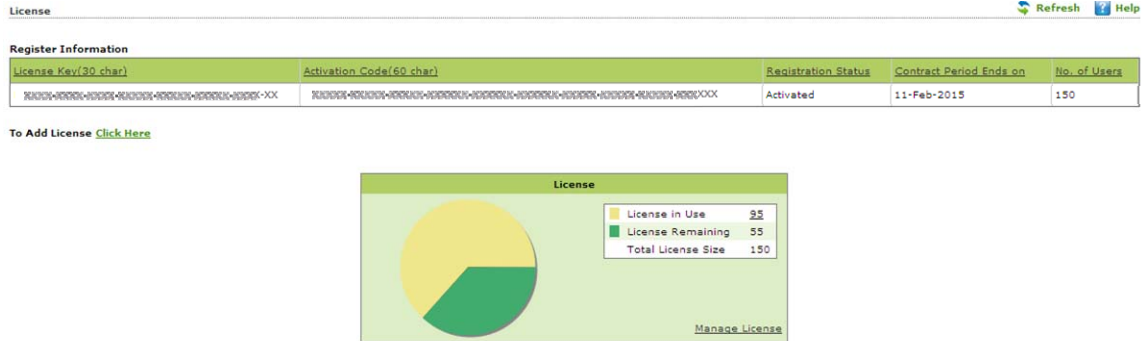 License
Refresh
Help
Register Information
License Key(30 char) Activation Code(60 char) Registration Status Contract Period Ends on No. of Users
Activated 11-Feb-2015 150
To Add License Click Here
License
License in Use 95
License Remaining 55
Total License Size 150
Manage License